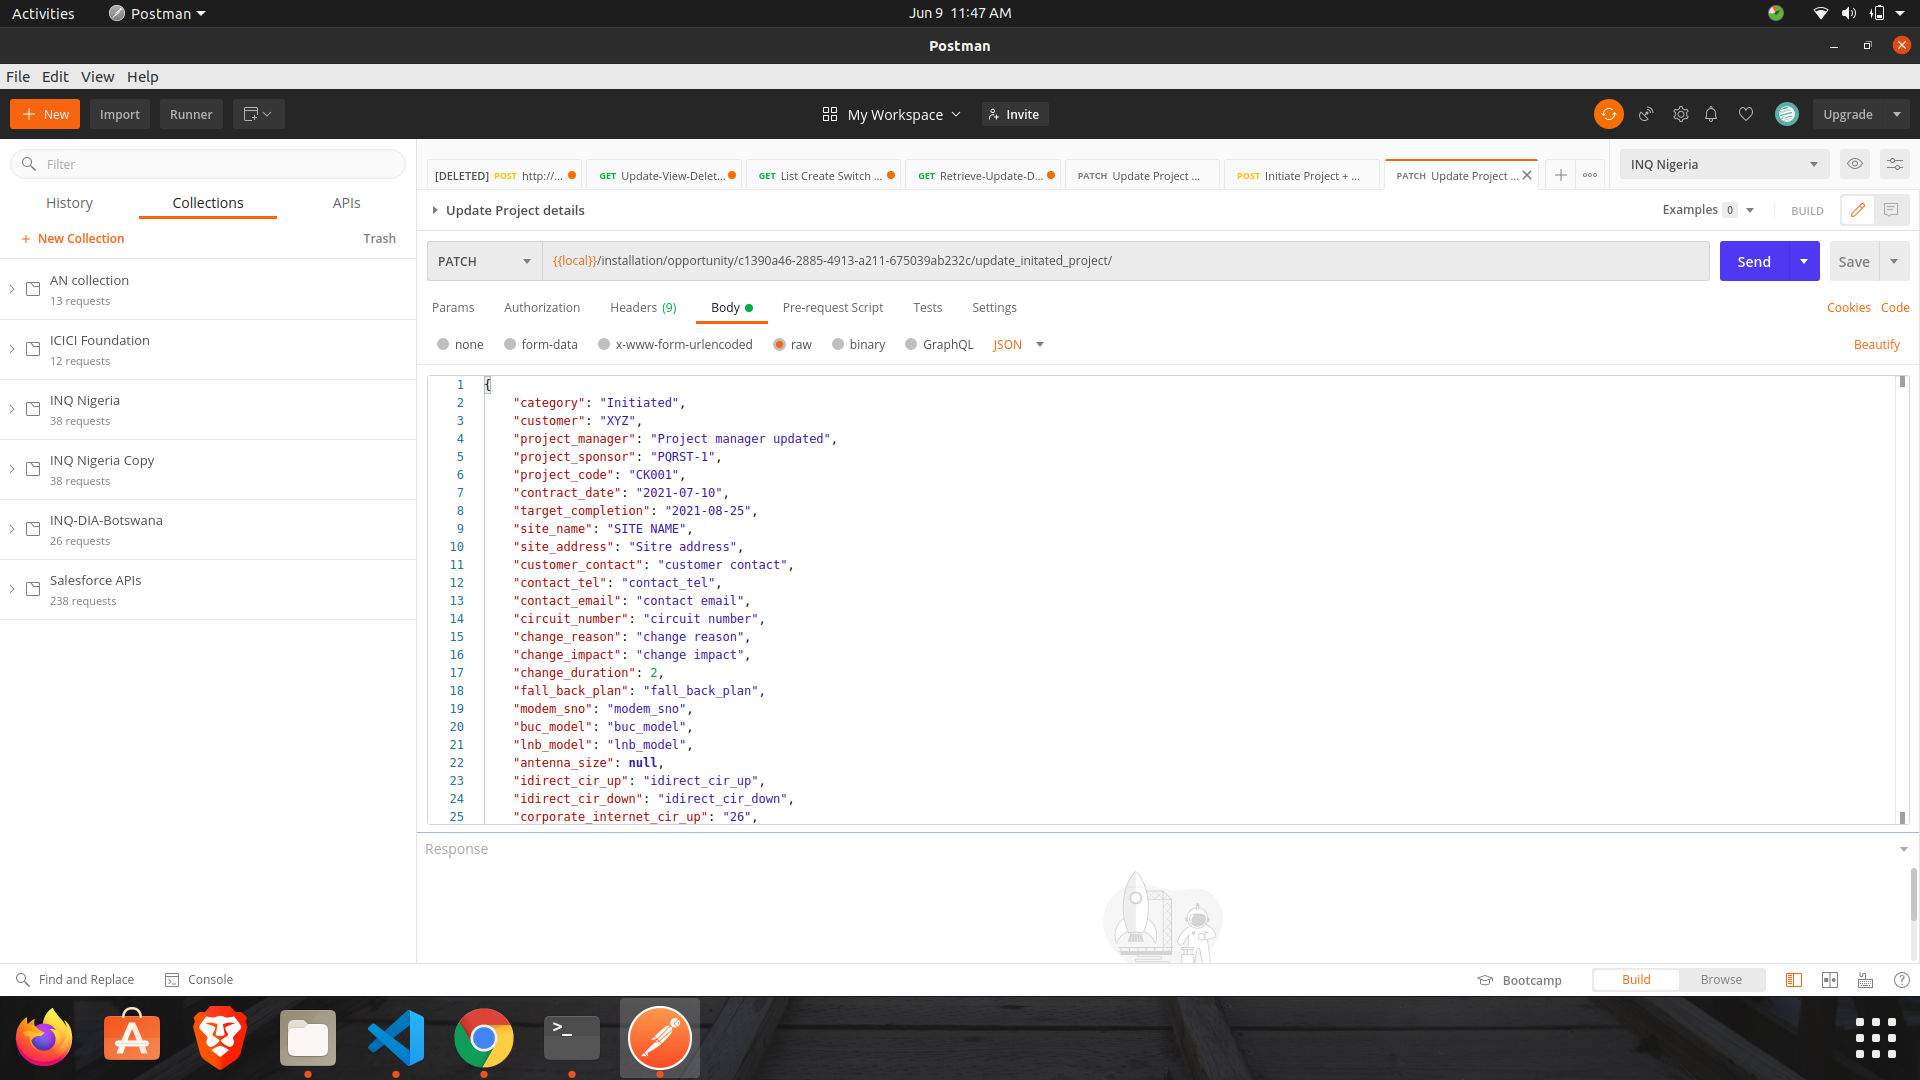 Activities
Postman
Jun 9 11:47 AM
Postman
File Edit View Help
New
Import
Runner
My Workspace
Invite
Upgrade
Filter
[DELETED] POST http://...
GET Update-View-Delet...
GET List Create Switch ...
GET Retrieve-Update-D...
PATCH Update Project ...
POST Initiate Project + ...
PATCH Update Project ...
INQ Nigeria
History
Collections
APIs
Update Project details
Examples 0
BUILD
New Collection
Trash
PATCH
{{local}}/installation/opportunity/c1390a46-2885-4913-a211-675039ab232c/update_initated_project/
Send
Save
AN collection
13 requests
ICICI Foundation
12 requests
INQ Nigeria
38 requests
INQ Nigeria Copy
38 requests
INQ-DIA-Botswana
26 requests
Salesforce APIs
238 requests
Params
Authorization
Headers (9)
Body
Pre-request Script
Tests
Settings
Cookies
Code
none
form-data
x-www-form-urlencoded
raw
binary
GraphQL
JSON
Beautify
1 {
2 "category": "Initiated",
3 "customer": "XYZ",
4 "project_manager": "Project manager updated",
5 "project_sponsor": "PQRST-1",
6 "project_code": "CK001",
7 "contract_date": "2021-07-10",
8 "target_completion": "2021-08-25",
9 "site_name": "SITE NAME",
10 "site_address": "Sitre address",
11 "customer_contact": "customer contact",
12 "contact_tel": "contact_tel",
13 "contact_email": "contact email",
14 "circuit_number": "circuit number",
15 "change_reason": "change reason",
16 "change_impact": "change impact",
17 "change_duration": 2,
18 "fall_back_plan": "fall_back_plan",
19 "modem_sno": "modem_sno",
20 "buc_model": "buc_model",
21 "lnb_model": "lnb_model",
22 "antenna_size": null,
23 "idirect_cir_up": "idirect_cir_up",
24 "idirect_cir_down": "idirect_cir_down",
25 "corporate_internet_cir_up": "26",
Response
Find and Replace
Console
Bootcamp
Build
Browse